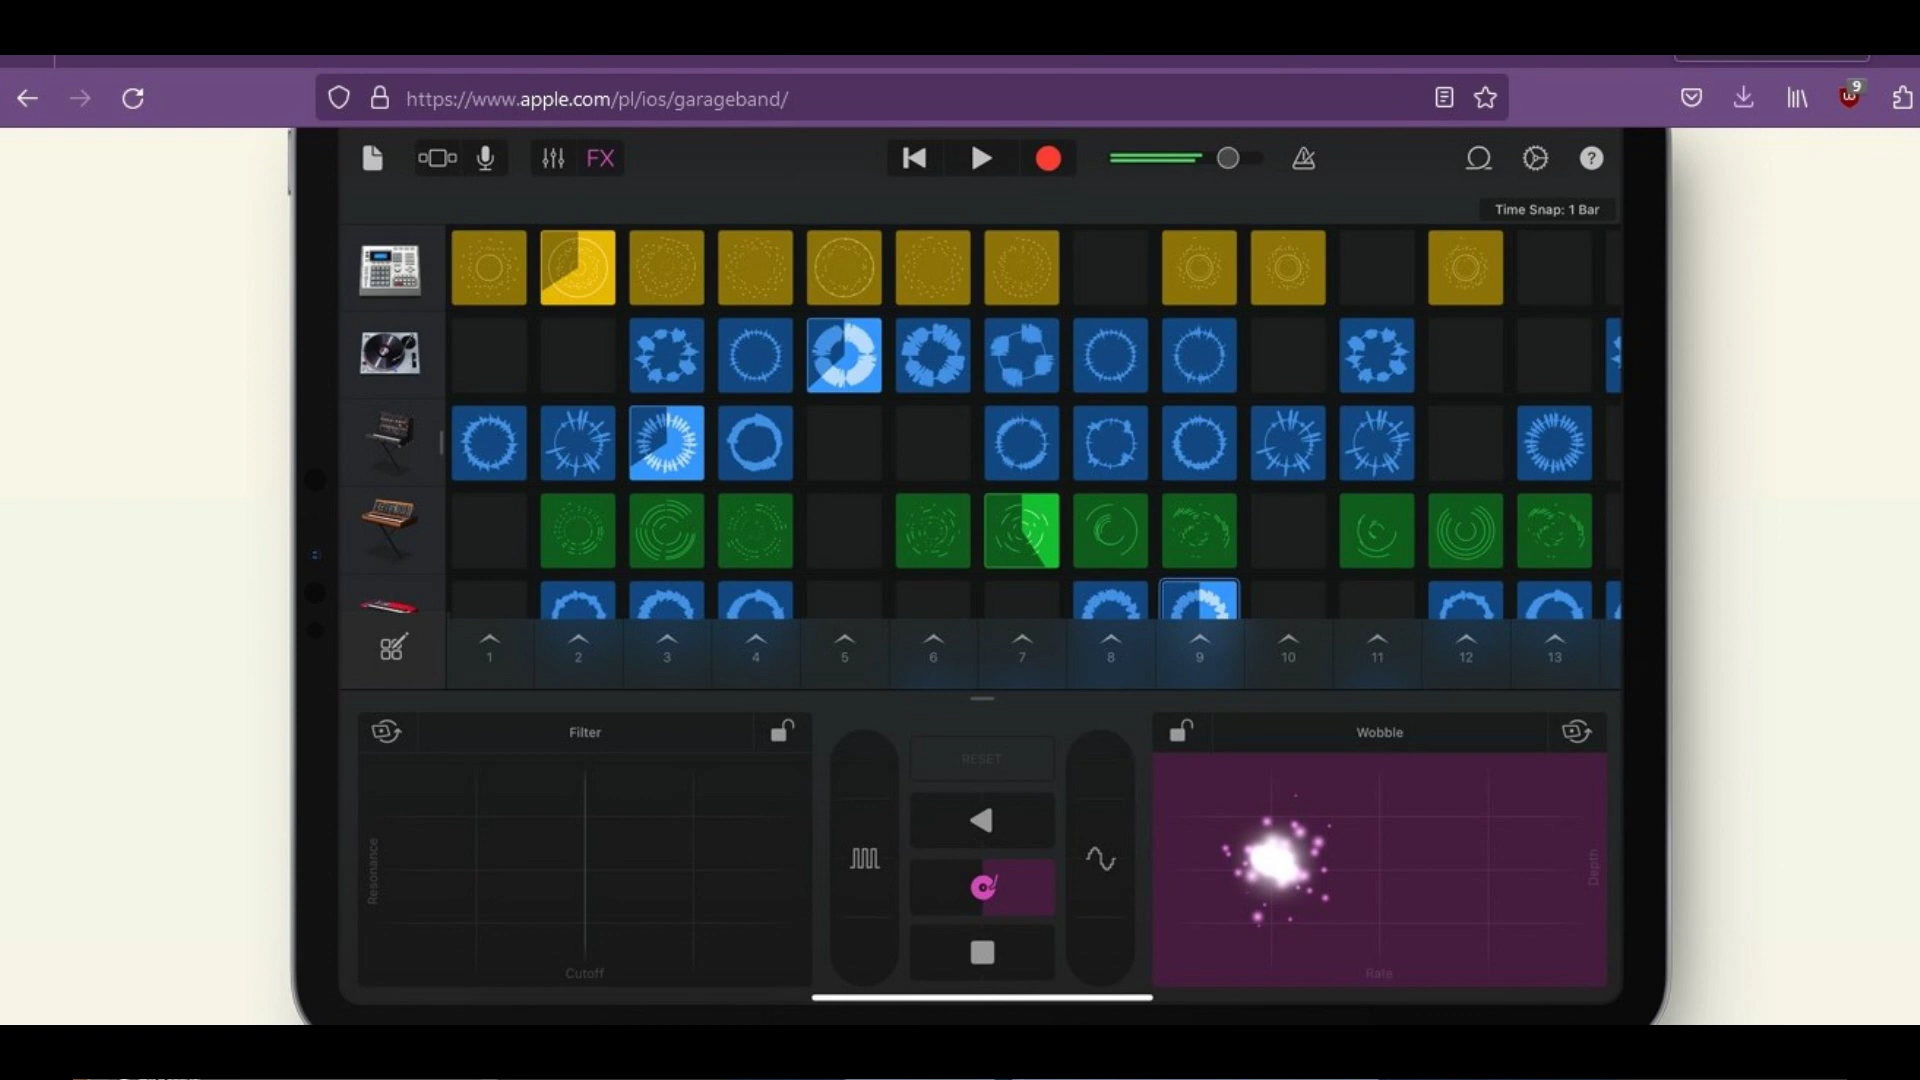 https://www.apple.com/pl/ios/garageband/
9
FX
?
Time Snap: 1 Bar
1 2 3 4 5 6 7 8 9 10 11 12 13
Filter
Wobble
RESET
Resonance
Depth
Cutoff
Rate